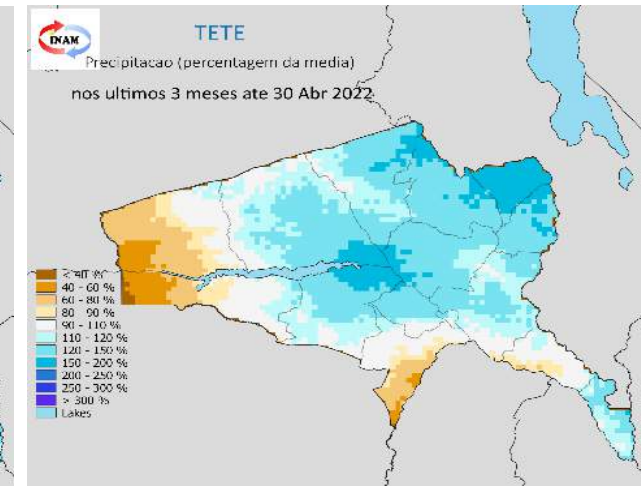 INAM
TETE
Precipitacao (percentagem da media)
nos ultimos 3 meses ate 30 Abr 2022
40 - 60 %
60 - 80 %
80 - 90 %
90 - 110 %
110 - 120 %
120 - 150 %
150 - 200 %
200 - 250 %
250 - 300 %
> 300 %
Lakes